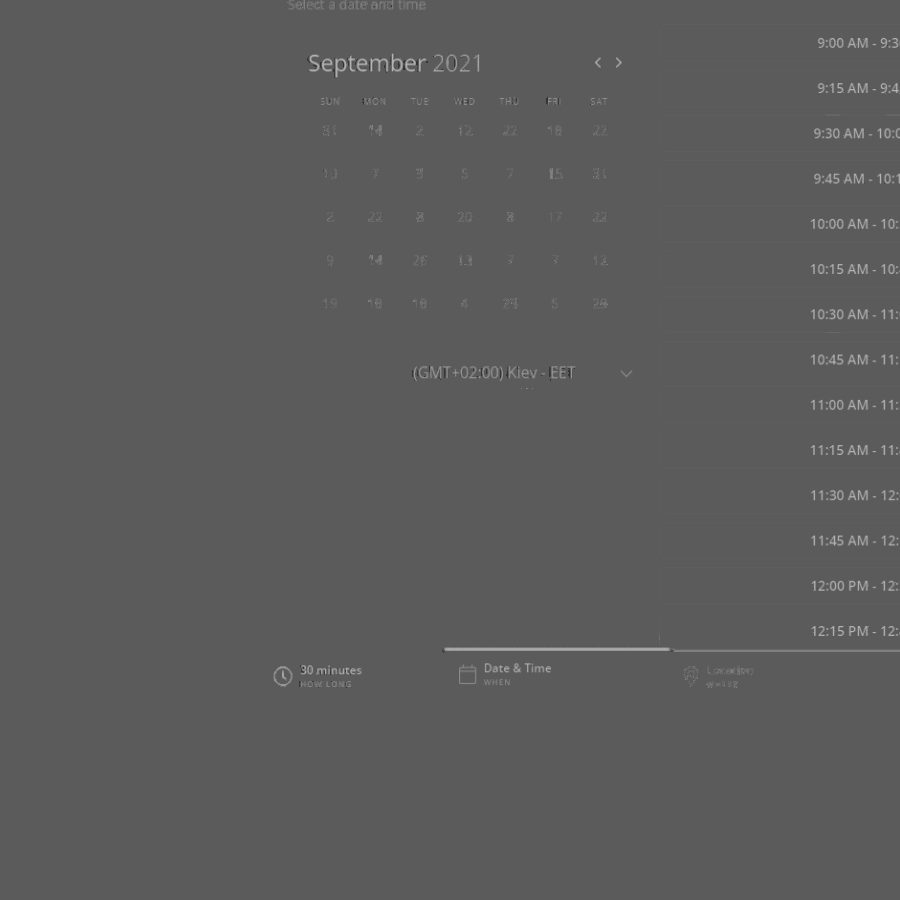 Select a date and time
September 2021
SUN MON TUE WED THU FRI SAT
31 14 2 12 22 18 22
13 7 3 5 7 15 31
2 22 8 20 8 17 22
9 14 26 13 7 7 12
19 18 18 4 29 5 28
(GMT+02:00) Kiev - EET
9:00 AM - 9:3
9:15 AM - 9:4
9:30 AM - 10:0
9:45 AM - 10:1
10:00 AM - 10:
10:15 AM - 10:
10:30 AM - 11:
10:45 AM - 11:
11:00 AM - 11:
11:15 AM - 11:
11:30 AM - 12:
11:45 AM - 12:
12:00 PM - 12:
12:15 PM - 12:
30 minutes
HOW LONG
Date & Time
WHEN
Location
WHERE